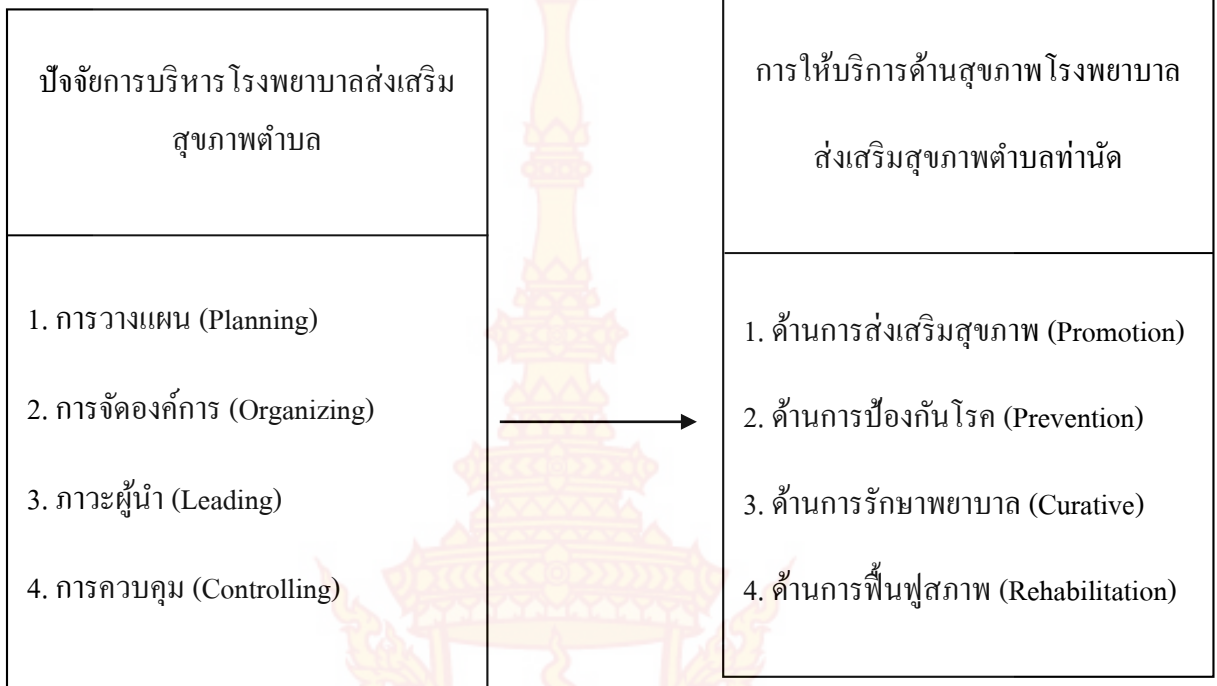 ปัจจัยการบริหารโรงพยาบาลส่งเสริม
สุขภาพตำบล
1. การวางแผน (Planning)
2. การจัดองค์การ (Organizing)
3. ภาวะผู้นำ (Leading)
4. การควบคุม (Controlling)
การให้บริการด้านสุขภาพโรงพยาบาล
ส่งเสริมสุขภาพตำบลท่านัด
1. ด้านการส่งเสริมสุขภาพ (Promotion)
2. ด้านการป้องกันโรค (Prevention)
3. ด้านการรักษาพยาบาล (Curative)
4. ด้านการฟื้นฟูสภาพ (Rehabilitation)